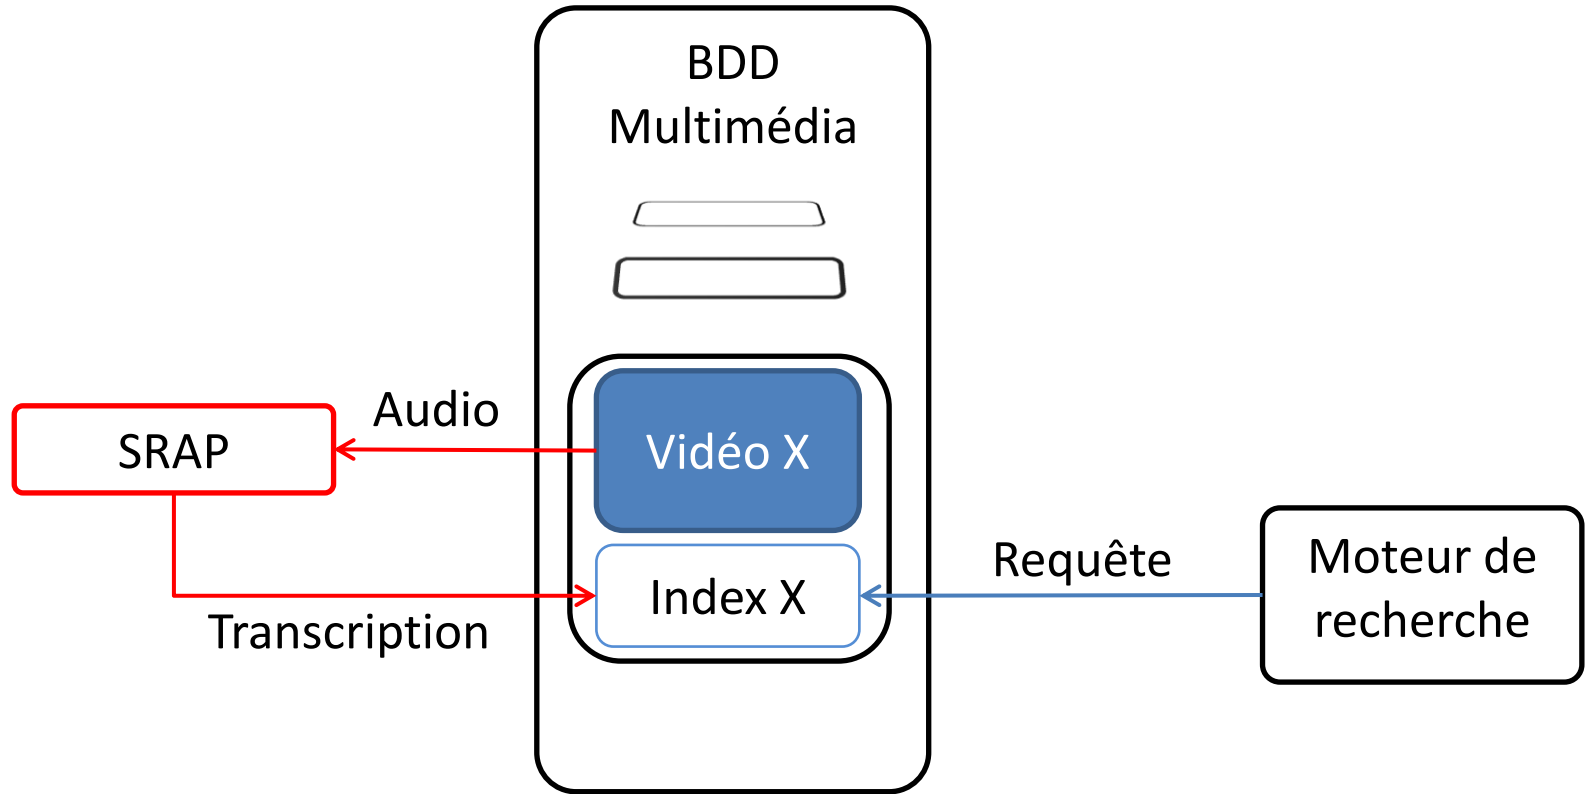 BDD
Multimédia
Audio
SRAP
Vidéo X
Requête
Moteur de
recherche
Index X
Transcription